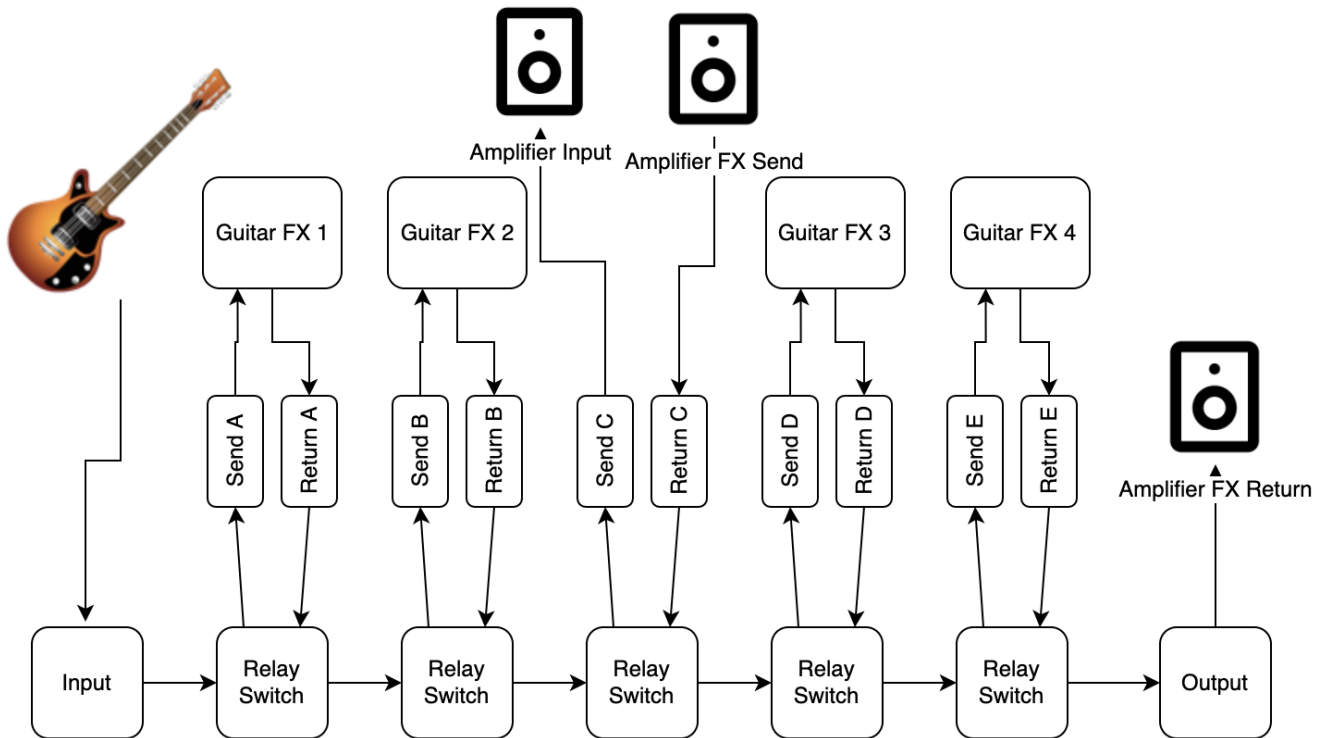 Amplifier Input
Amplifier FX Send
Guitar FX 1
Guitar FX 2
Guitar FX 3
Guitar FX 4
Send A
Return A
Send B
Return B
Send C
Return C
Send D
Return D
Send E
Return E
Amplifier FX Return
Input
Relay
Switch
Relay
Switch
Relay
Switch
Relay
Switch
Relay
Switch
Output